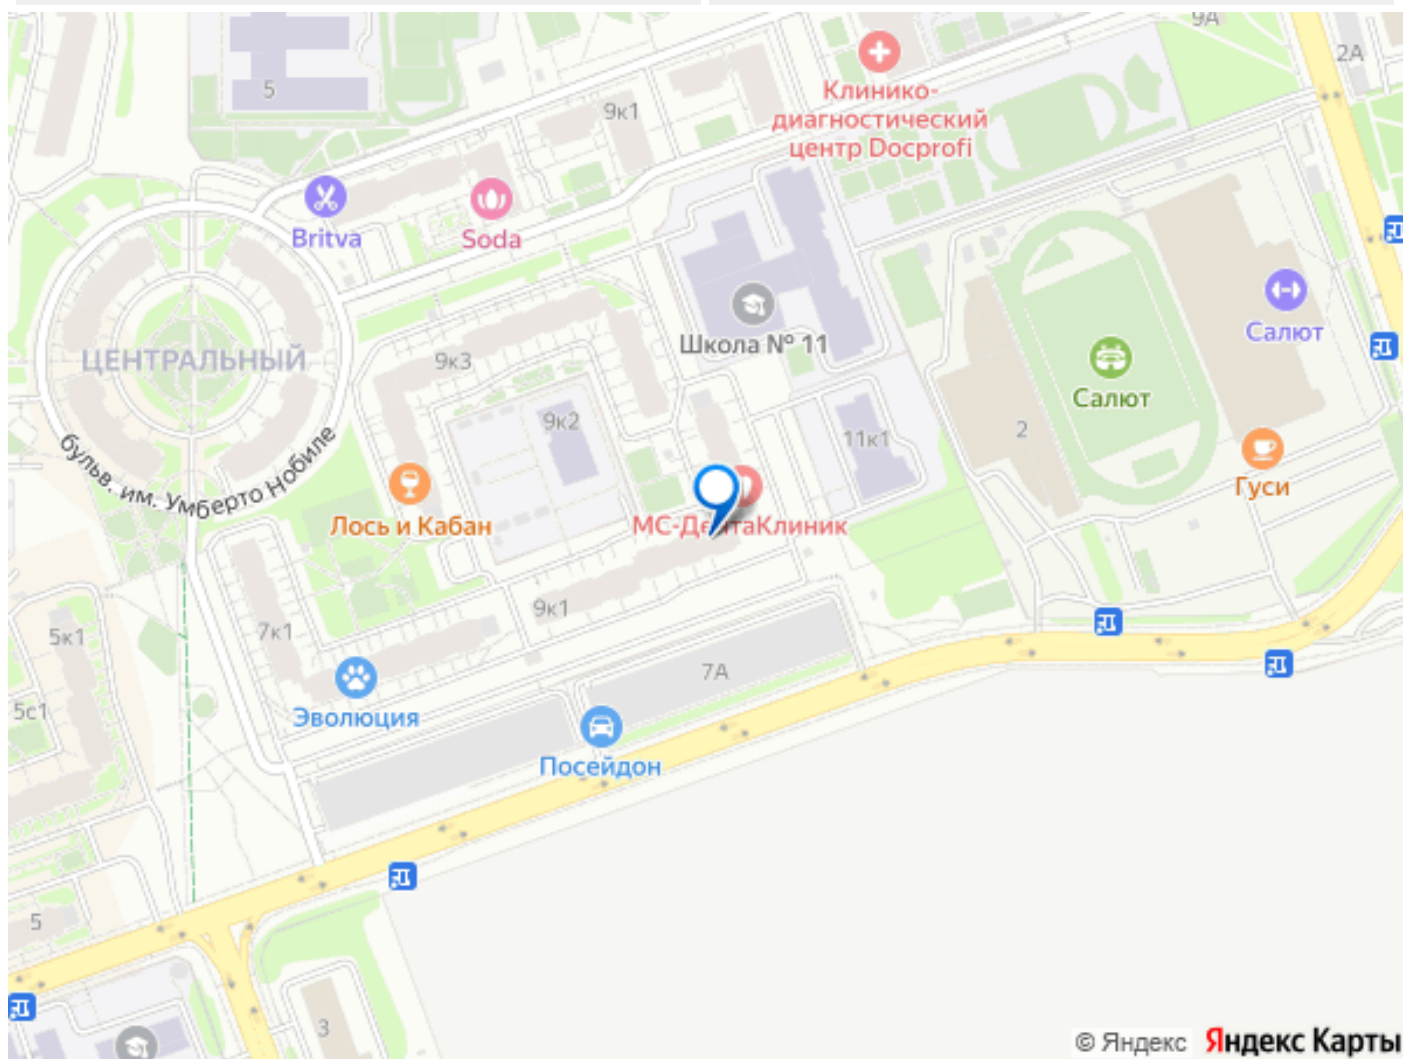 9А
2А
5
Клинико-
диагностический
центр Docprofi
9к1
Britva
Soda
Салют
Школа № 11
ЦЕНТРАЛЬНЫЙ
9к3
Салют
9к2
11к1
2
бульв. им. Умберто Нобиле
Гуси
Лось и Кабан
МС-ДентаКлиник
9к1
7к1
5к1
7А
5с1
Эволюция
Посейдон
5
3
© Яндекс Яндекс Карты